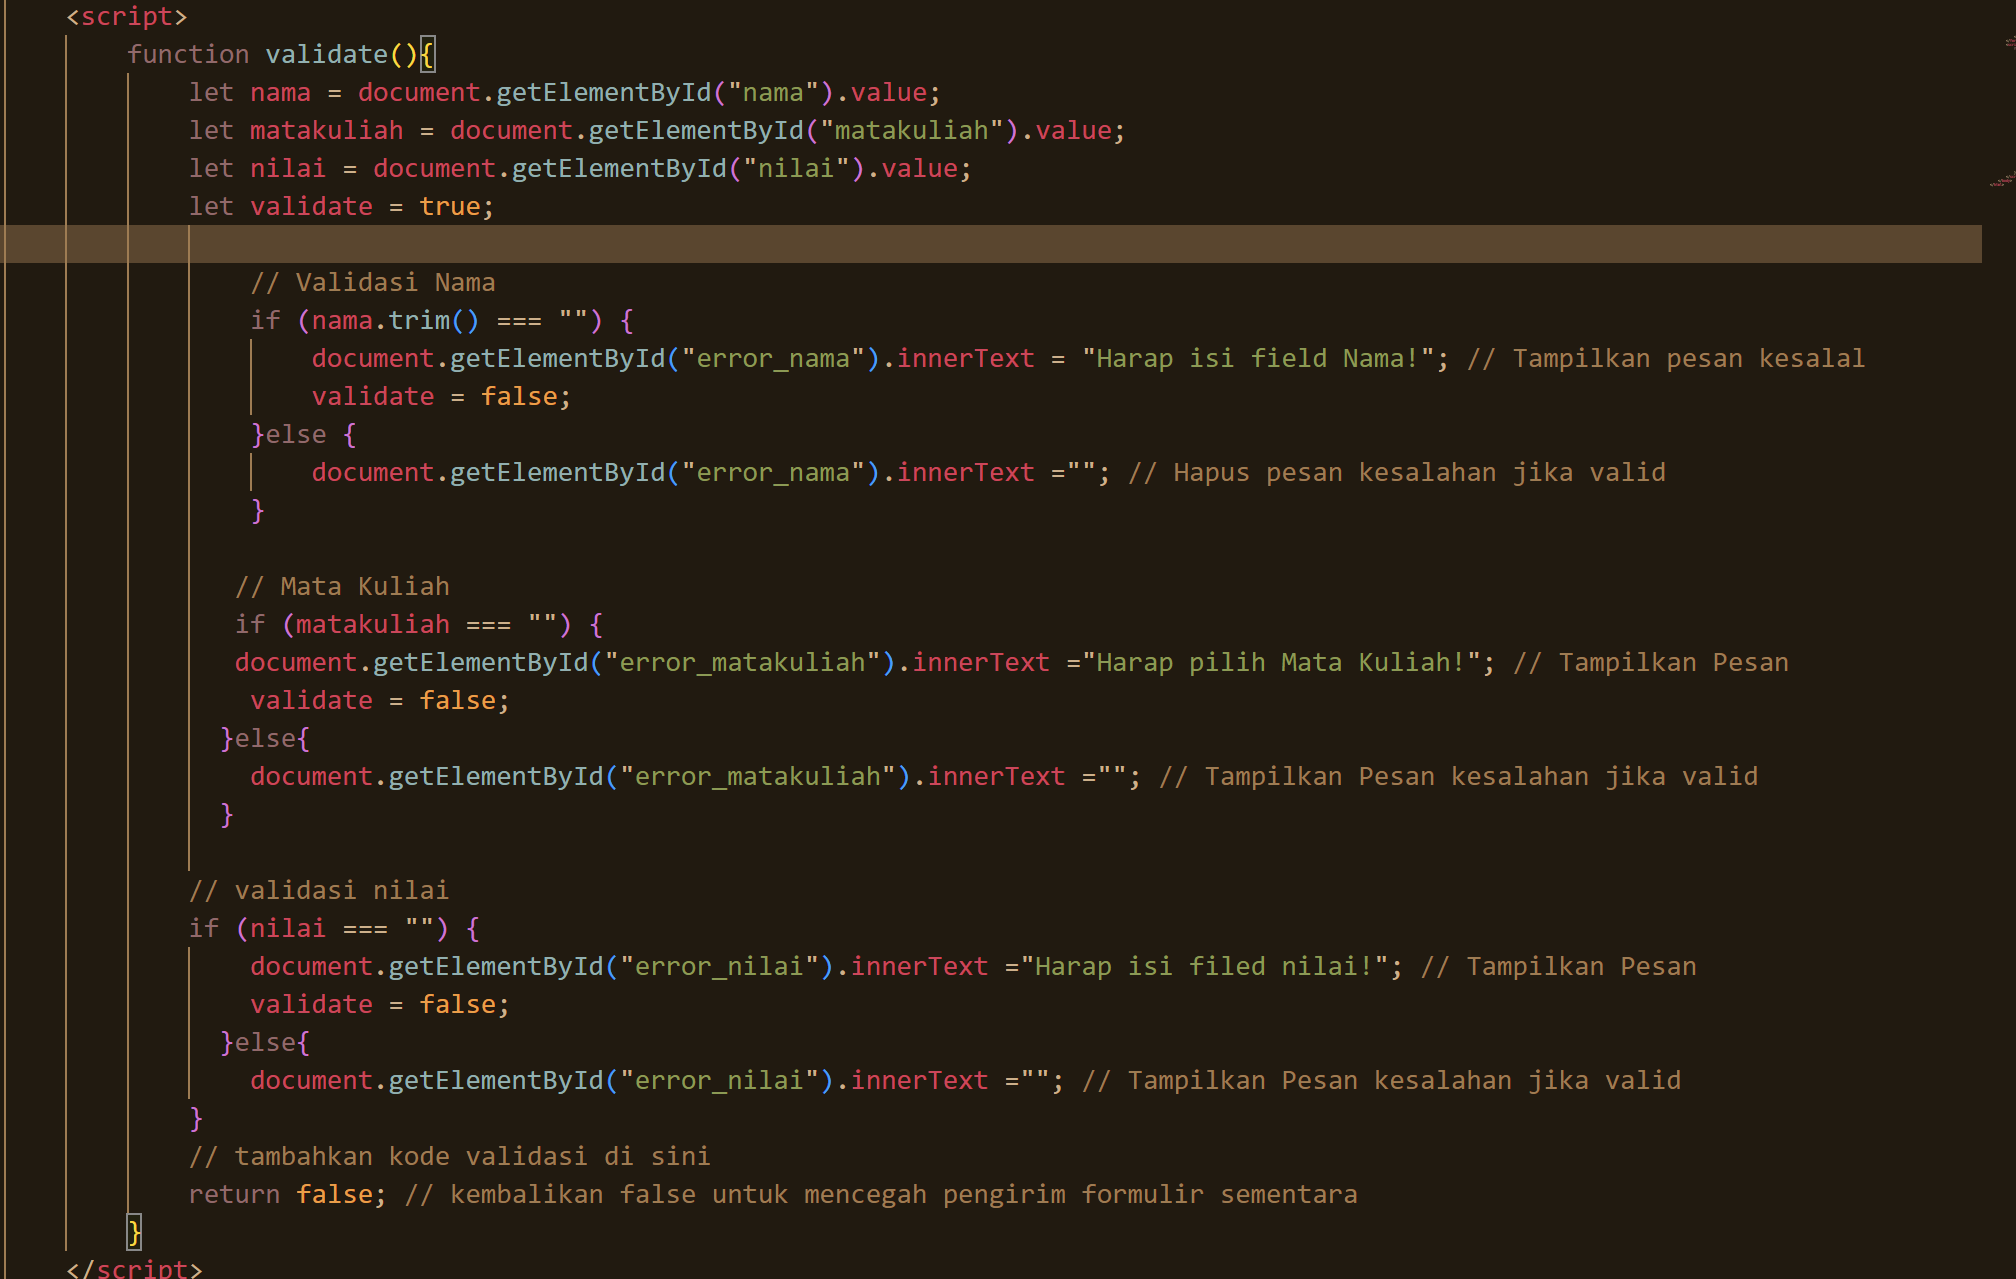 <script>
function validate(){
let nama = document.getElementById("nama").value;
let matakuliah = document.getElementById("matakuliah").value;
let nilai = document.getElementById("nilai").value;
let validate = true;
// Validasi Nama
if (nama.trim() === "") {
document.getElementById("error_nama").innerText = "Harap isi field Nama!"; // Tampilkan pesan kesalal
validate = false;
}else {
document.getElementById("error_nama").innerText =""; // Hapus pesan kesalahan jika valid
}
// Mata Kuliah
if (matakuliah === "") {
document.getElementById("error_matakuliah").innerText ="Harap pilih Mata Kuliah!"; // Tampilkan Pesan
validate = false;
}else{
document.getElementById("error_matakuliah").innerText =""; // Tampilkan Pesan kesalahan jika valid
}
// validasi nilai
if (nilai === "") {
document.getElementById("error_nilai").innerText ="Harap isi filed nilai!"; // Tampilkan Pesan
validate = false;
}else{
document.getElementById("error_nilai").innerText =""; // Tampilkan Pesan kesalahan jika valid
}
// tambahkan kode validasi di sini
return false; // kembalikan false untuk mencegah pengirim formulir sementara
}
</script>